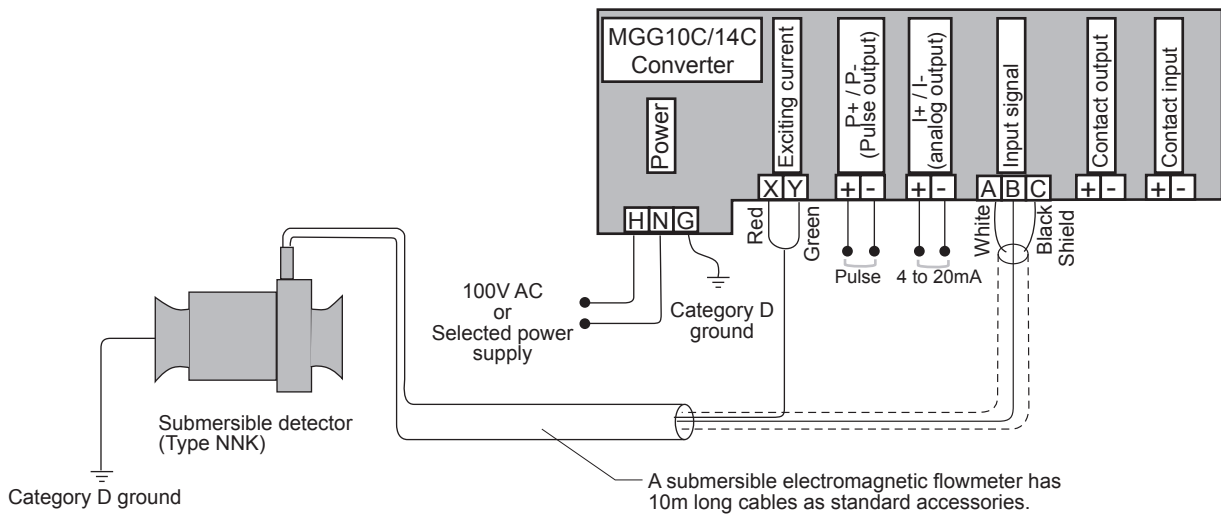 MGG10C/14C
Converter
Power
Exciting current
P+ / P-
(Pulse output)
I+ / I-
(analog output)
Input signal
Contact output
Contact input
X Y
+ -
+ -
A B C
+ -
+ -
H N G
Red
Green
White
Black
Shield
Pulse
4 to 20mA
100V AC
or
Selected power
supply
Category D
ground
Submersible detector
(Type NNK)
Category D ground
A submersible electromagnetic flowmeter has
10m long cables as standard accessories.